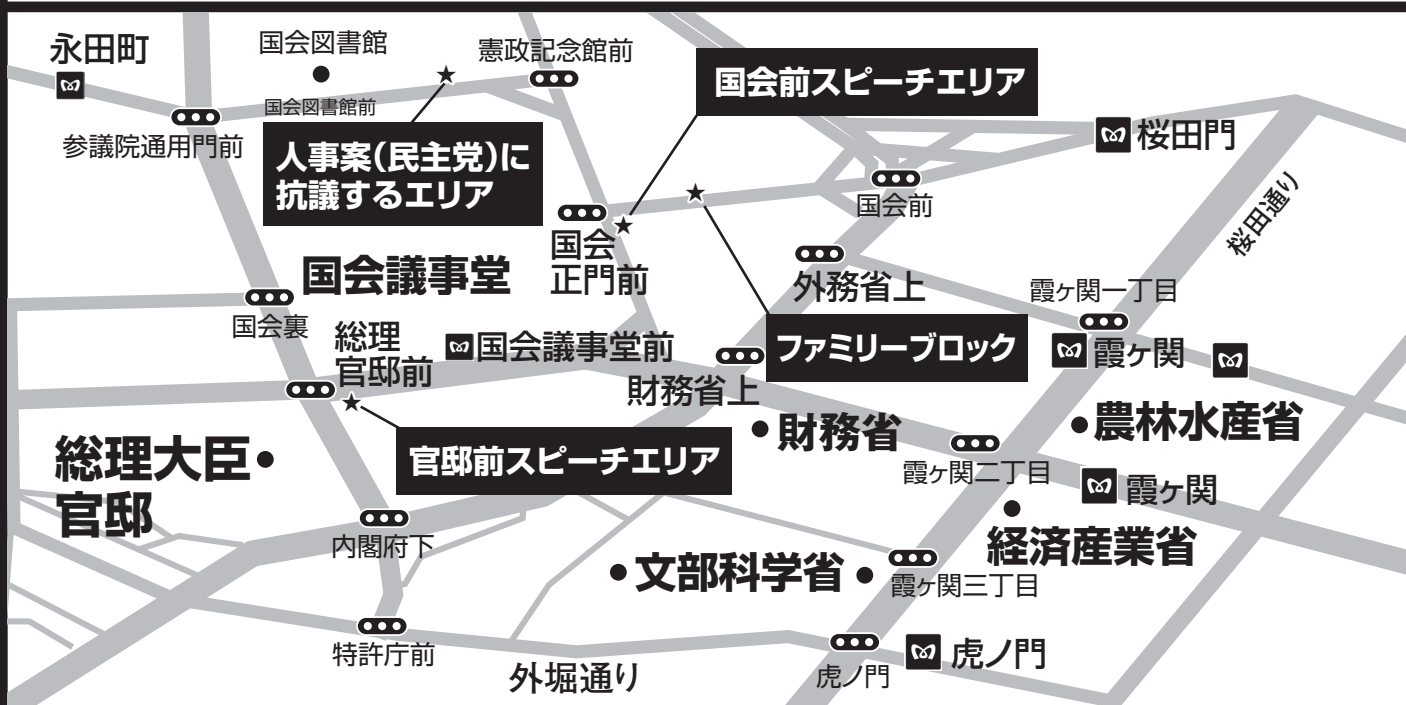 永田町
国会図書館
憲政記念館前
国会前スピーチエリア
国会図書館前
参議院通用門前
人事案(民主党)に
抗議するエリア
桜田門
国会前
桜田通り
国会
正門前
国会議事堂
外務省上
霞ヶ関一丁目
国会裏
総理
官邸前
国会議事堂前
ファミリーブロック
霞ヶ関
財務省上
財務省
農林水産省
総理大臣
官邸
官邸前スピーチエリア
霞ヶ関二丁目
霞ヶ関
内閣府下
経済産業省
文部科学省
霞ヶ関三丁目
特許庁前
外堀通り
虎ノ門
虎ノ門